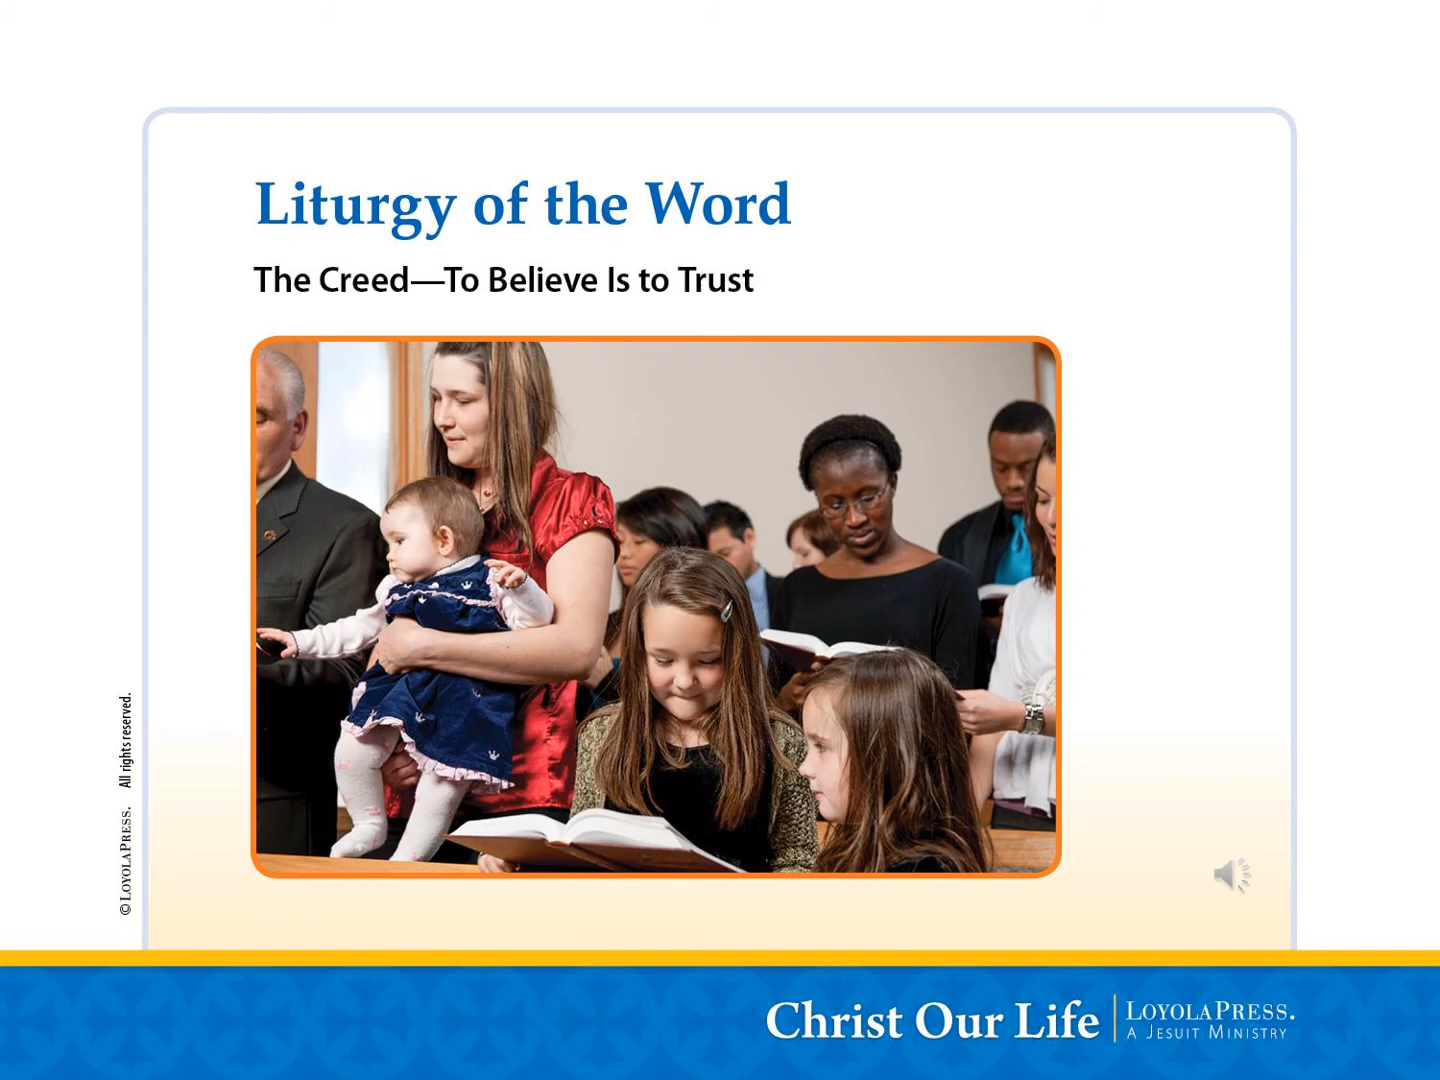 Liturgy of the Word
The Creed—To Believe Is to Trust
© LOYOLAPRESS. All rights reserved.
Christ Our Life
LOYOLAPRESS.
A JESUIT MINISTRY